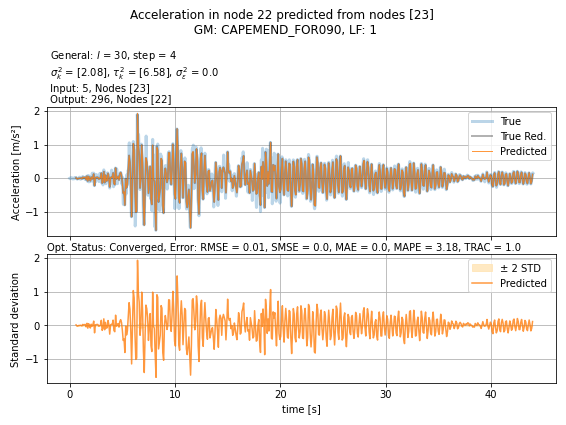 Acceleration in node 22 predicted from nodes [23]
GM: CAPEMEND_FOR090, LF: 1
General: l = 30, step = 4
σ²ₖ = [2.08], τ²ₖ = [6.58], σ²ε = 0.0
Input: 5, Nodes [23]
Output: 296, Nodes [22]
2
1
0
−1
Acceleration [m/s²]
True
True Red.
Predicted
Opt. Status: Converged, Error: RMSE = 0.01, SMSE = 0.0, MAE = 0.0, MAPE = 3.18, TRAC = 1.0
2
1
0
−1
Standard deviation
± 2 STD
Predicted
0 10 20 30 40
time [s]